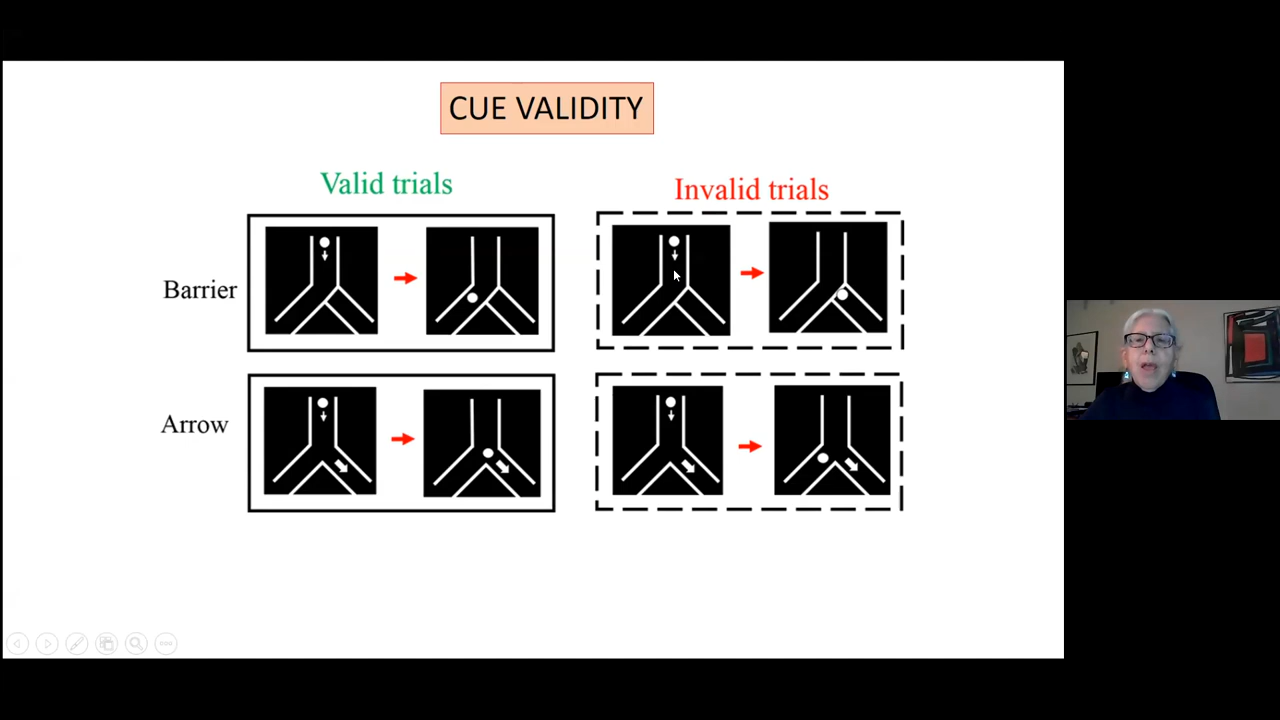 CUE VALIDITY
Valid trials
Invalid trials
Barrier
Arrow